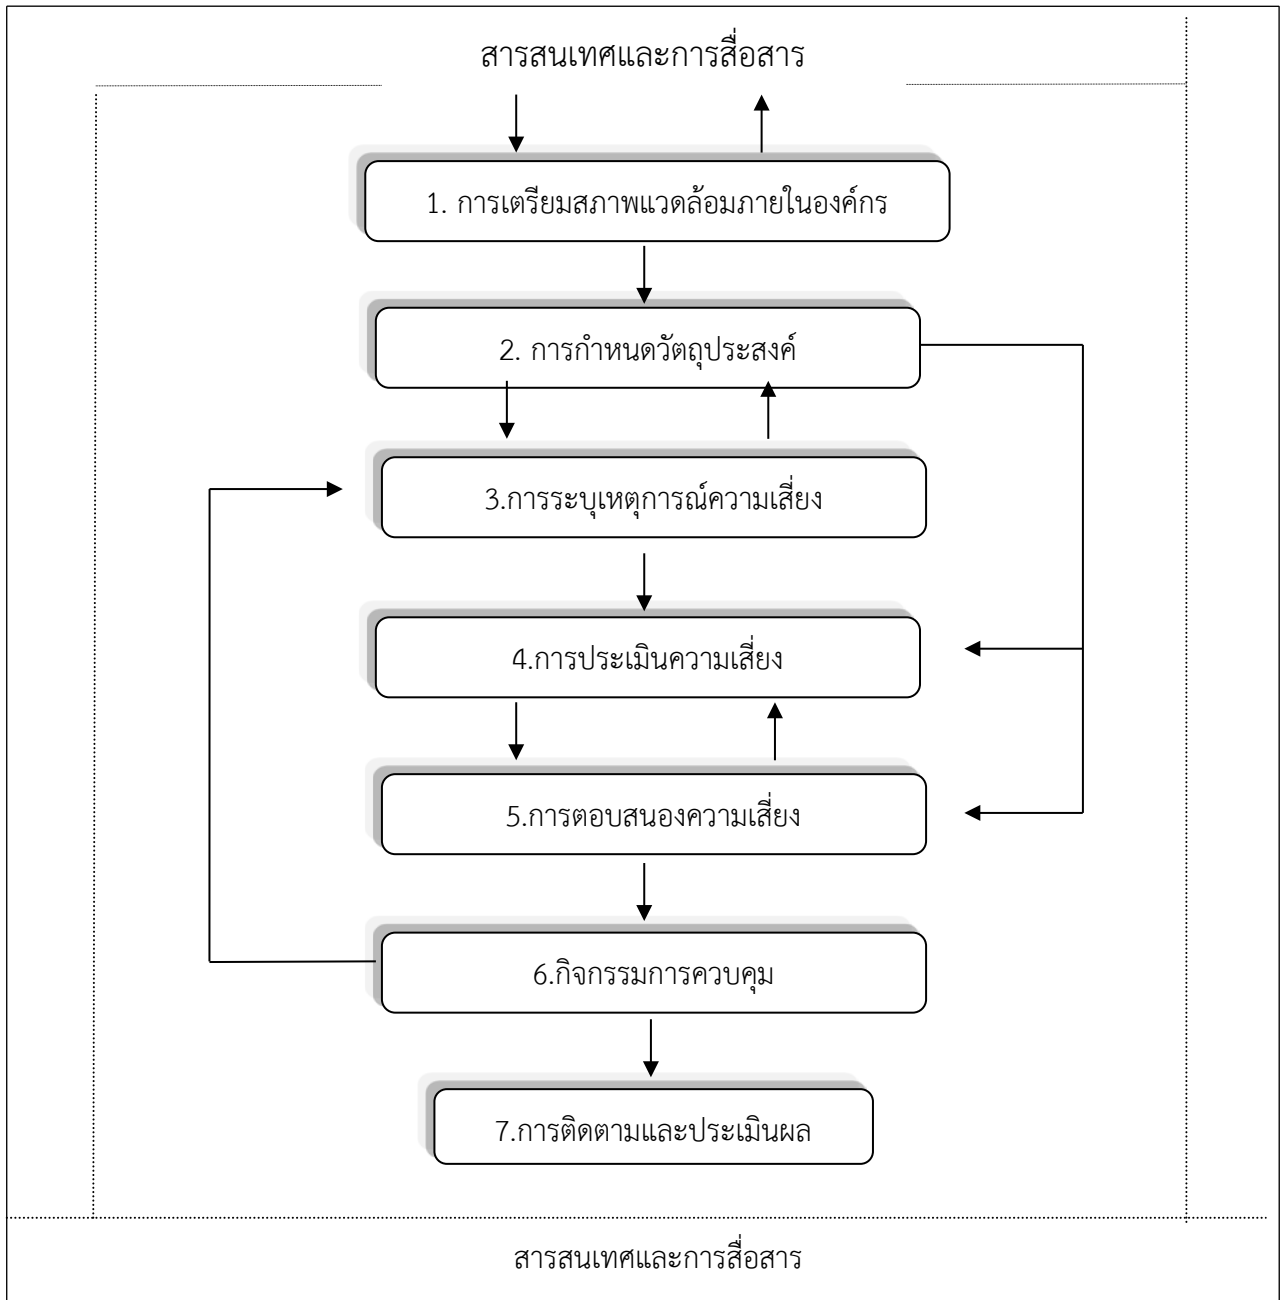 สารสนเทศและการสื่อสาร
1. การเตรียมสภาพแวดล้อมภายในองค์กร
2. การกำหนดวัตถุประสงค์
3.การระบุเหตุการณ์ความเสี่ยง
4.การประเมินความเสี่ยง
5.การตอบสนองความเสี่ยง
6.กิจกรรมการควบคุม
7.การติดตามและประเมินผล
สารสนเทศและการสื่อสาร